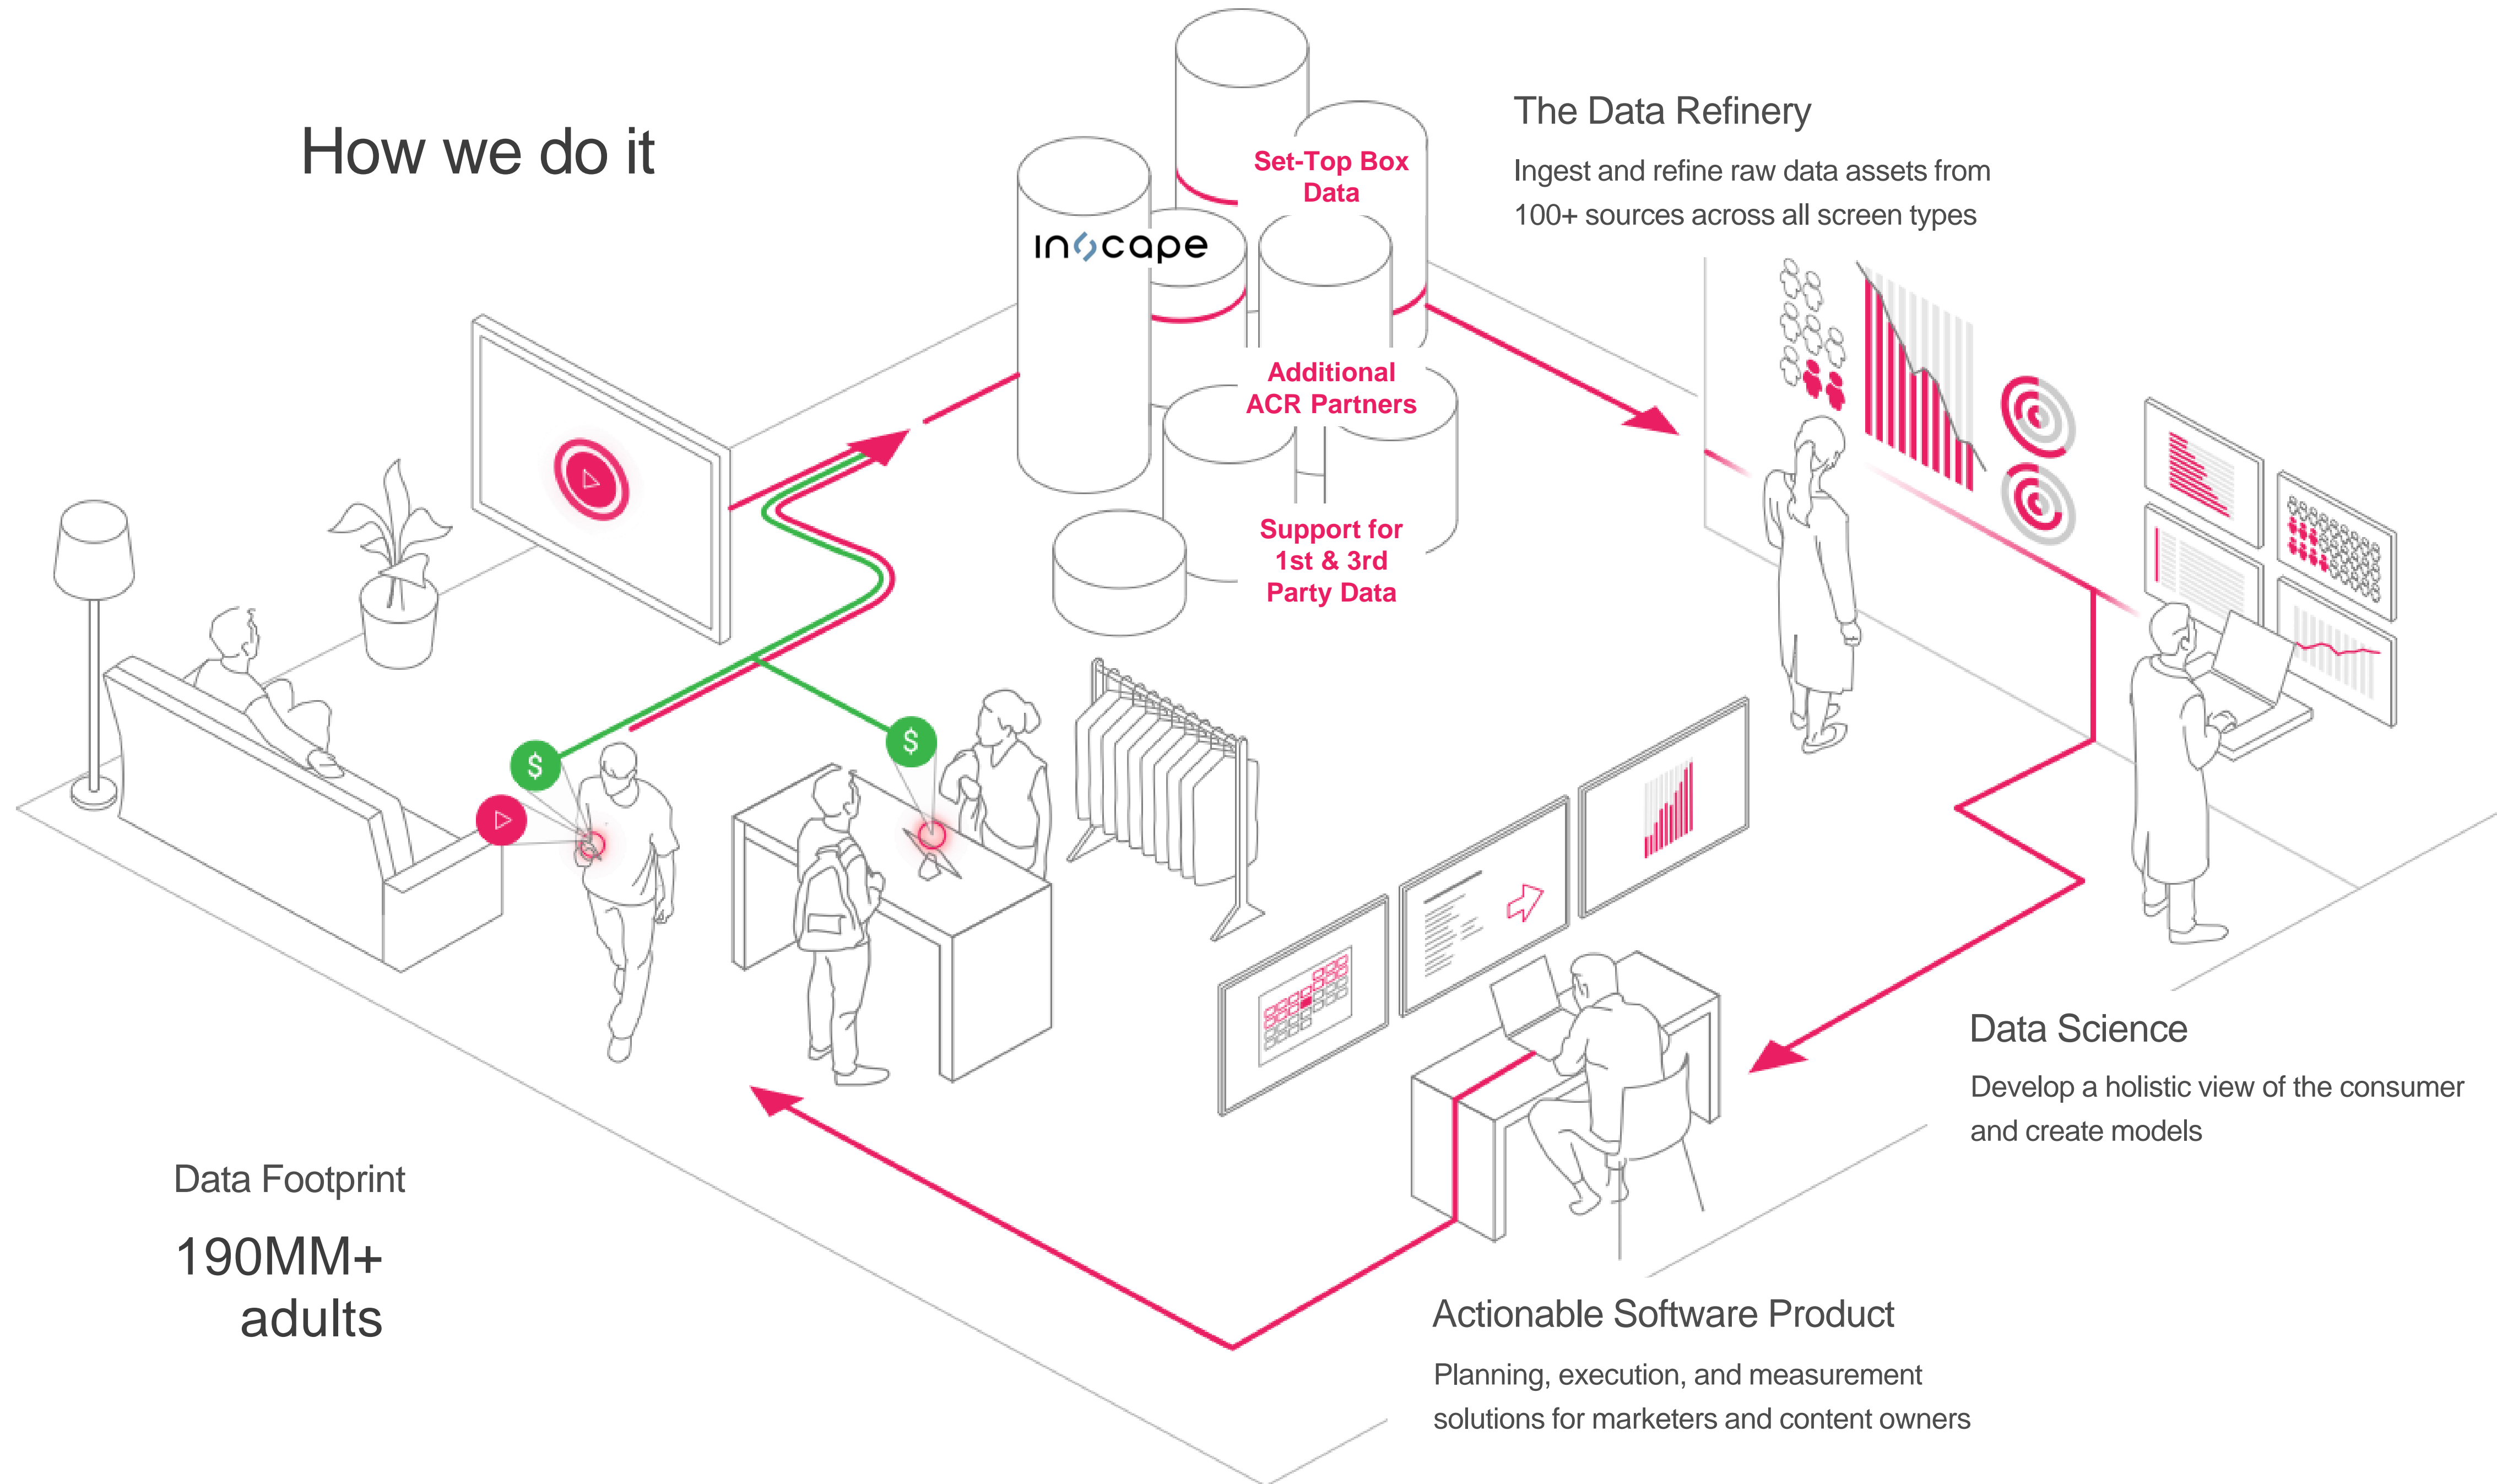 How we do it
Set-Top Box
Data
Inscape
Additional
ACR Partners
Support for
1st & 3rd
Party Data
The Data Refinery
Ingest and refine raw data assets from
100+ sources across all screen types
$
$
Data Science
Develop a holistic view of the consumer
and create models
Data Footprint
190MM+
adults
Actionable Software Product
Planning, execution, and measurement
solutions for marketers and content owners